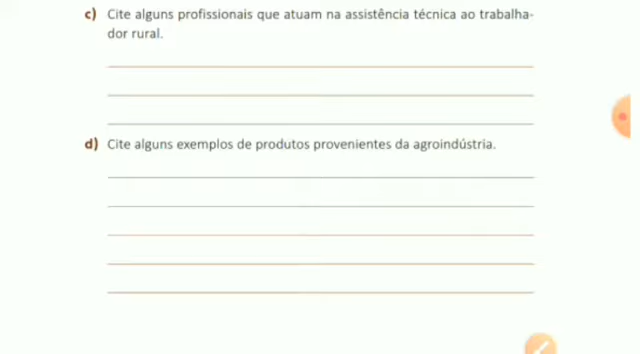 c) Cite alguns profissionais que atuam na assistência técnica ao trabalha-
dor rural.
d) Cite alguns exemplos de produtos provenientes da agroindústria.